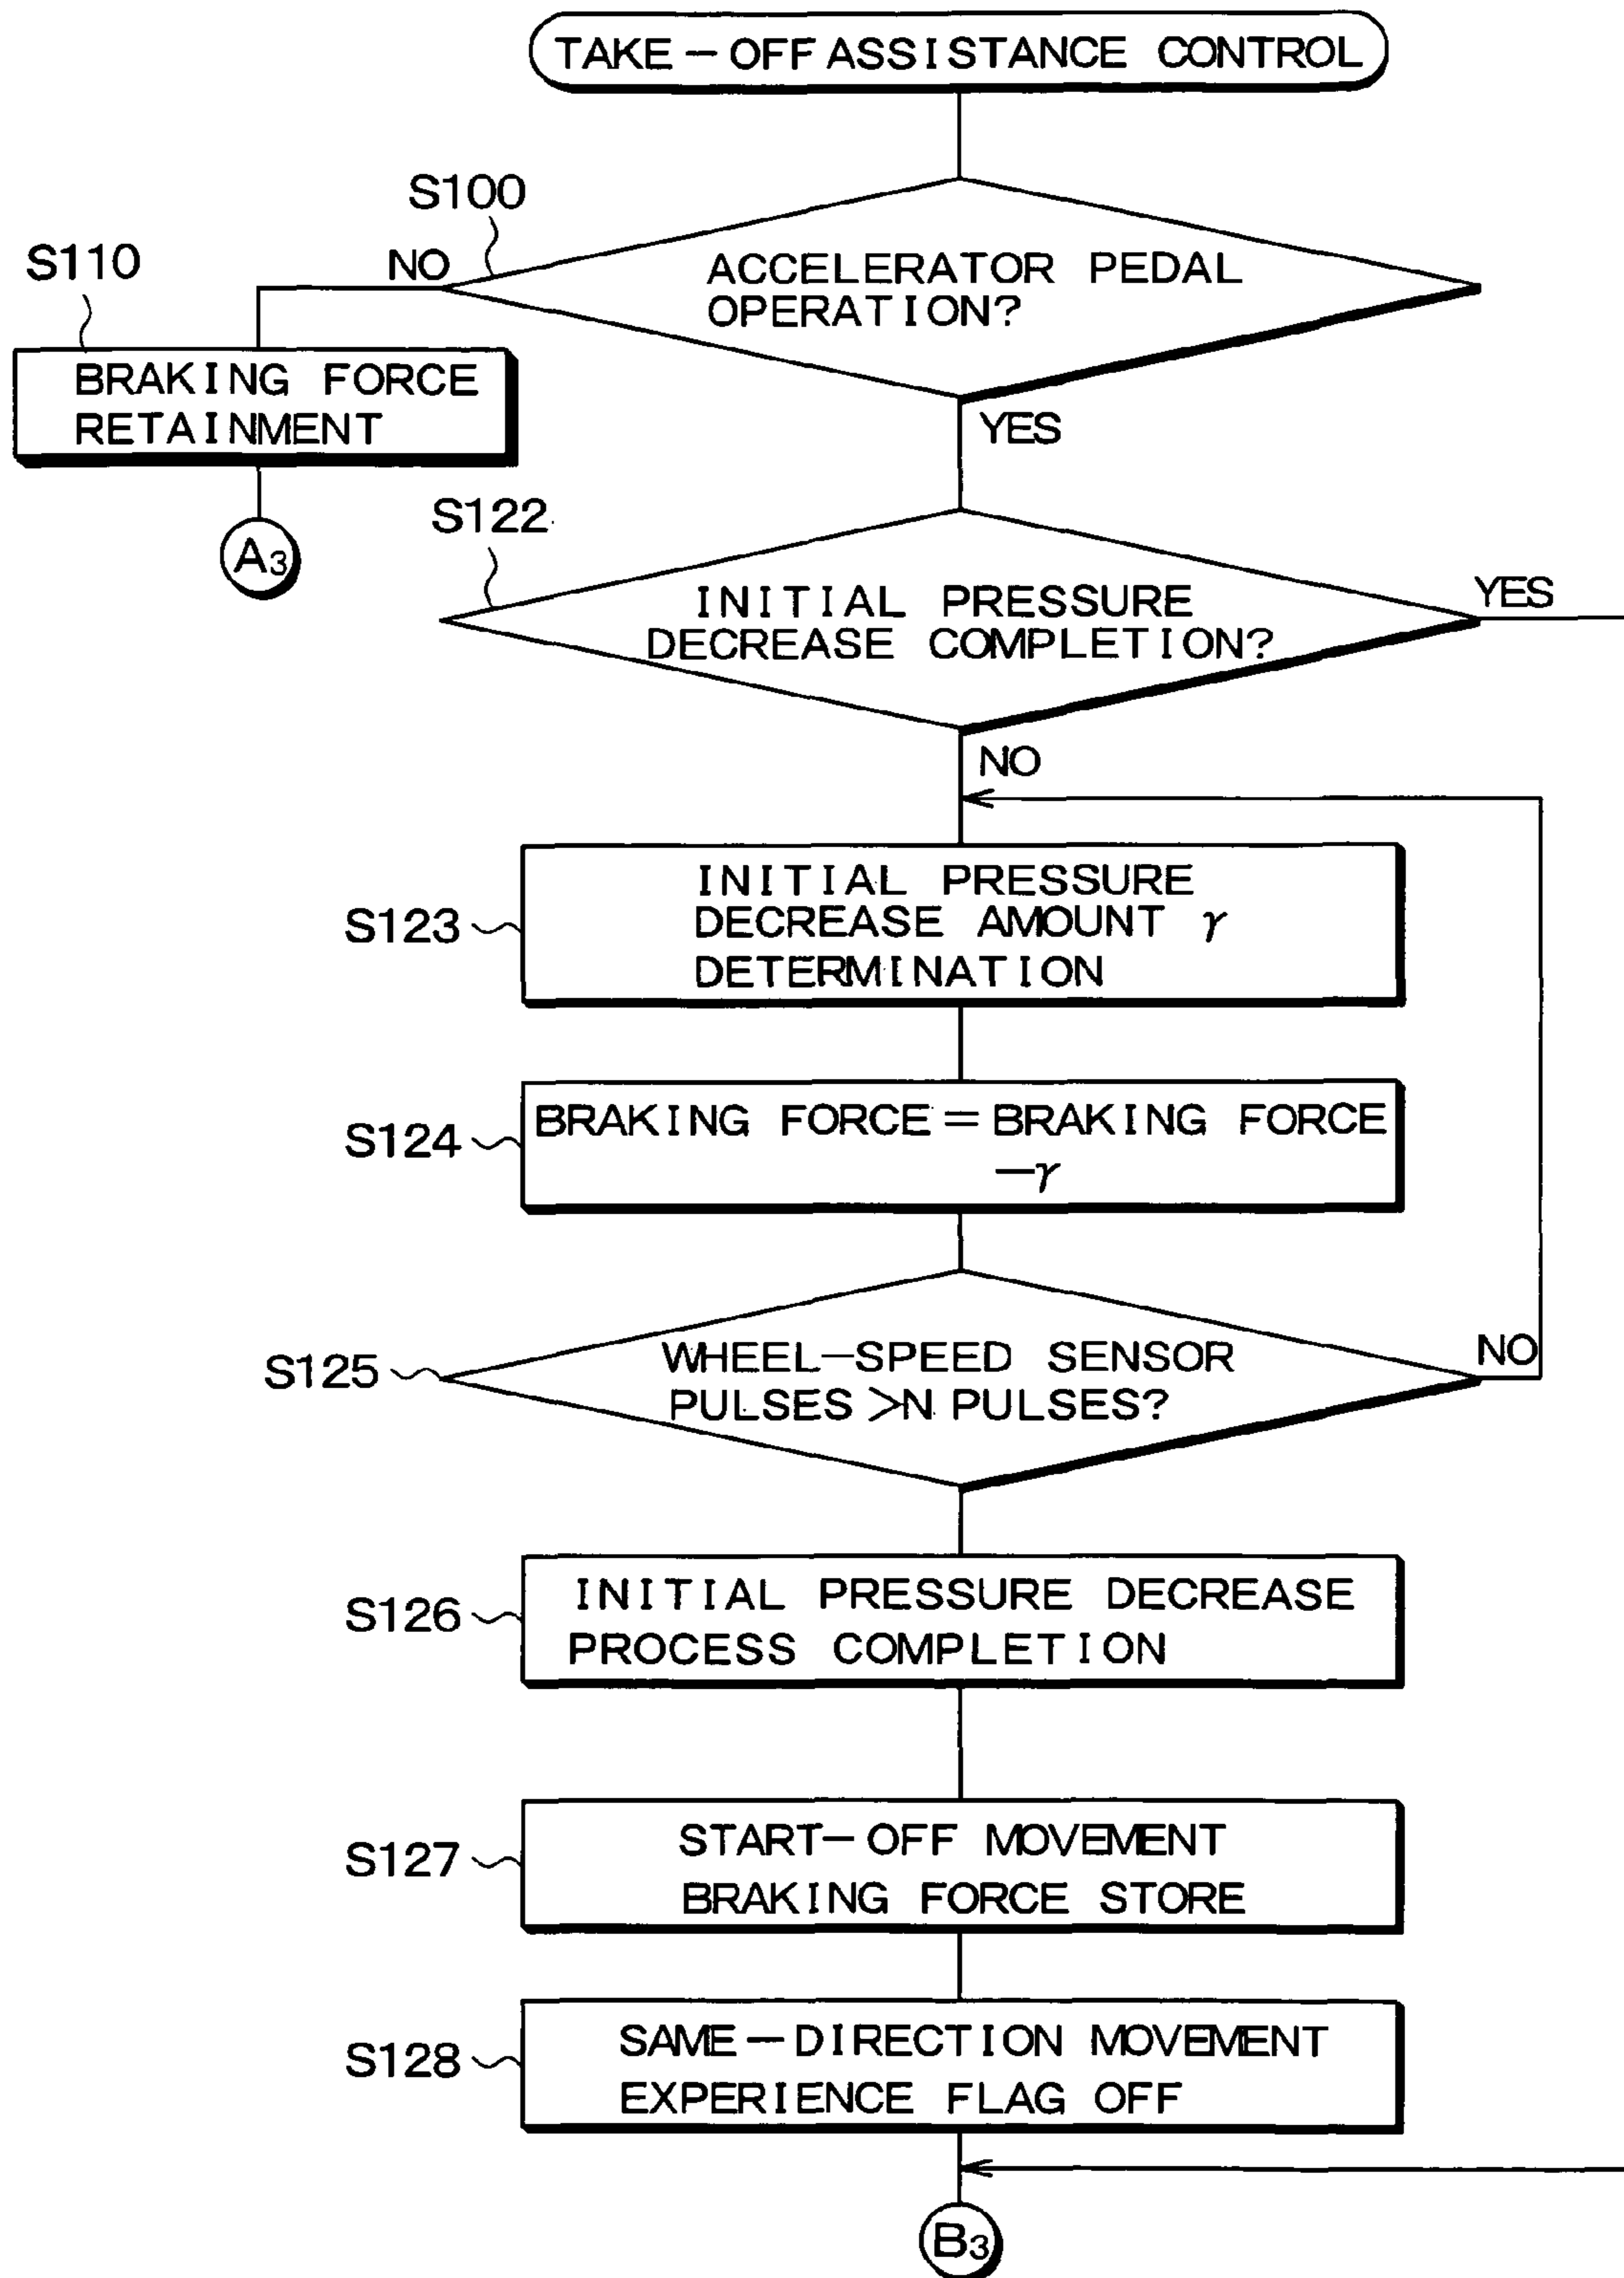 TAKE-OFF ASSISTANCE CONTROL
S100
S110
NO
ACCELERATOR PEDAL
OPERATION?
BRAKING FORCE
RETAINMENT
YES
A3
S122
INITIAL PRESSURE
DECREASE COMPLETION?
YES
NO
S123
INITIAL PRESSURE
DECREASE AMOUNT γ
DETERMINATION
S124
BRAKING FORCE=BRAKING FORCE
-γ
S125
WHEEL-SPEED SENSOR
PULSES >N PULSES?
NO
S126
INITIAL PRESSURE DECREASE
PROCESS COMPLETION
S127
START-OFF MOVEMENT
BRAKING FORCE STORE
S128
SAME-DIRECTION MOVEMENT
EXPERIENCE FLAG OFF
B3